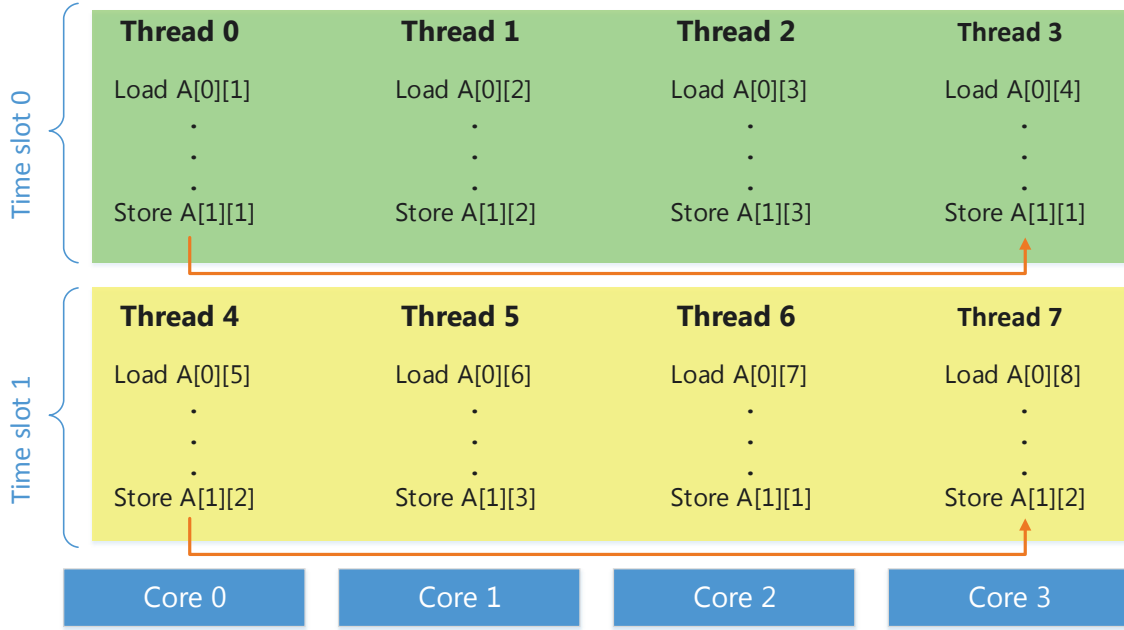 Time slot 0
Thread 0 Thread 1 Thread 2 Thread 3
Load A[0][1] Load A[0][2] Load A[0][3] Load A[0][4]
Store A[1][1] Store A[1][2] Store A[1][3] Store A[1][1]
Time slot 1
Thread 4 Thread 5 Thread 6 Thread 7
Load A[0][5] Load A[0][6] Load A[0][7] Load A[0][8]
Store A[1][2] Store A[1][3] Store A[1][1] Store A[1][2]
Core 0 Core 1 Core 2 Core 3